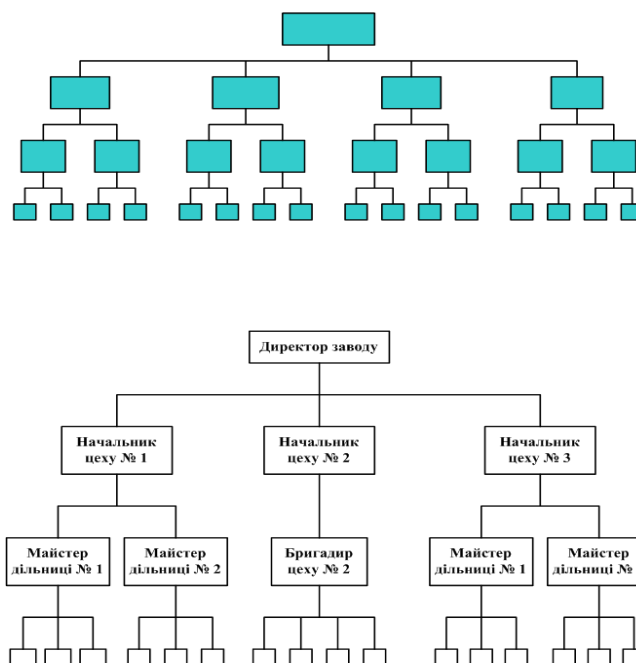 Директор заводу
Начальник
цеху № 1
Начальник
цеху № 2
Начальник
цеху № 3
Майстер
дільниці № 1
Майстер
дільниці № 2
Бригадир
цеху № 2
Майстер
дільниці № 1
Майстер
дільниці №